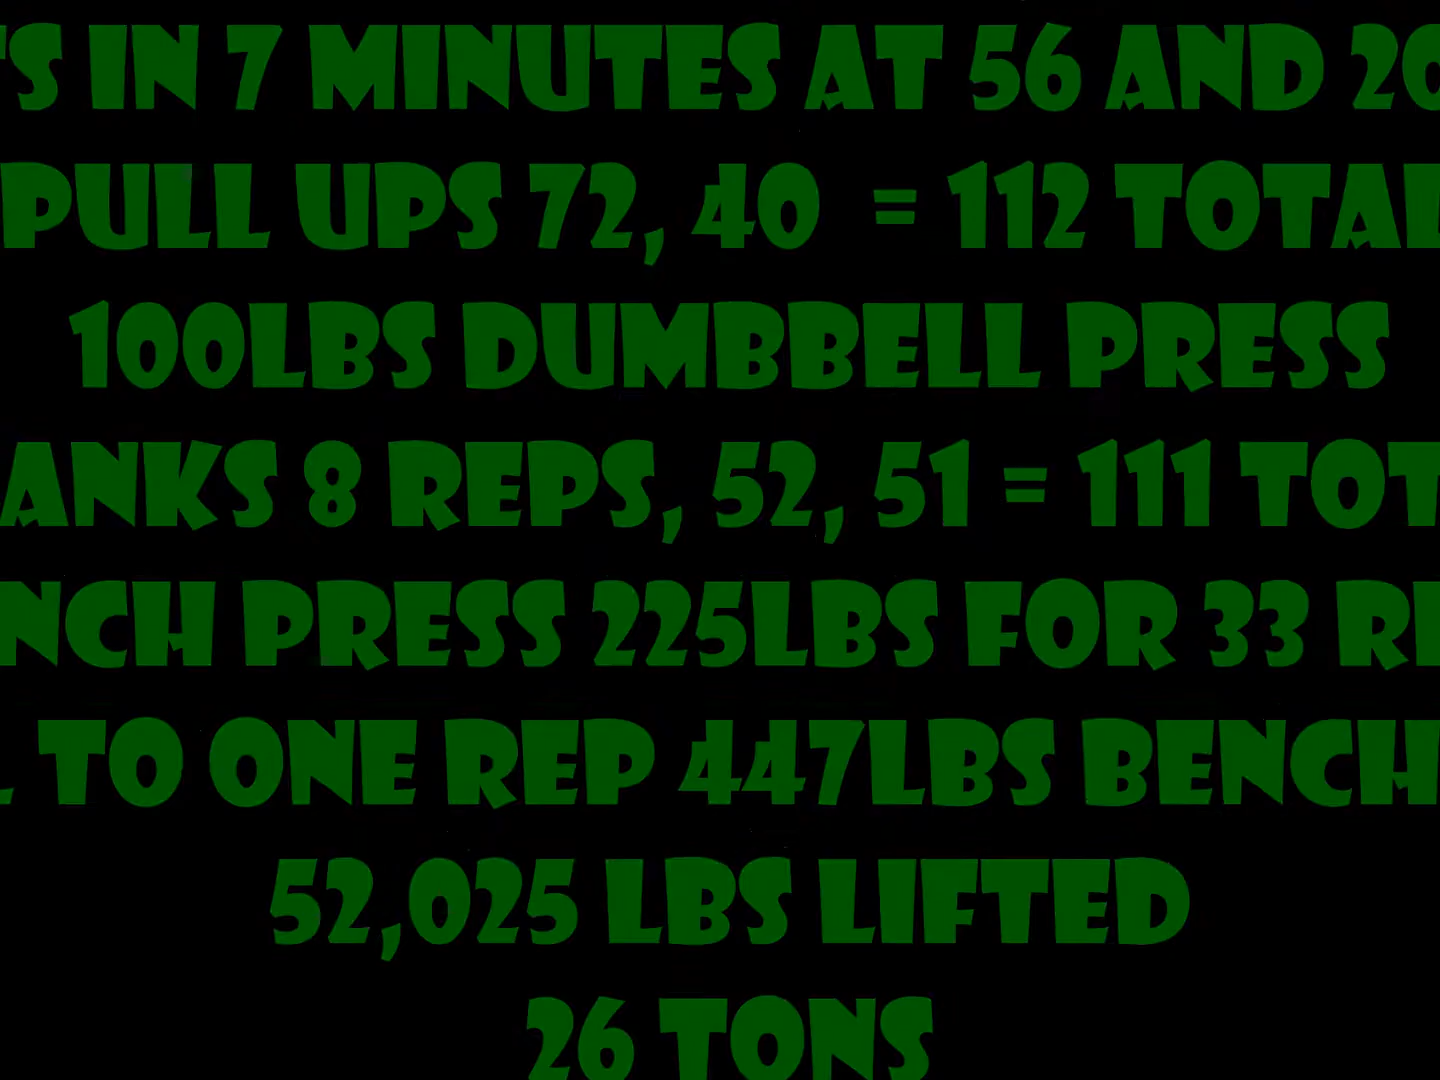 TS IN 7 MINUTES AT 56 AND 20
PULL UPS 72, 40 = 112 TOTAL
100LBS DUMBBELL PRESS
ANKS 8 REPS, 52, 51 = 111 TOT
NCH PRESS 225LBS FOR 33 RE
L TO ONE REP 447LBS BENCH
52,025 LBS LIFTED
26 TONS